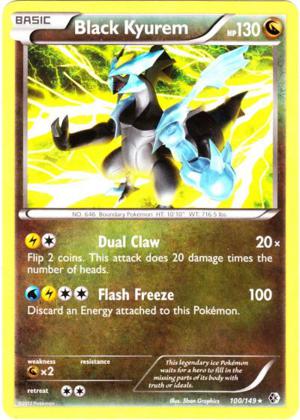 BASIC
Black Kyurem
HP130
NO. 646 Boundary Pokémon HT: 10'10" WT: 716.5 lbs.
Dual Claw 20×
Flip 2 coins. This attack does 20 damage times the
number of heads.
Flash Freeze 100
Discard an Energy attached to this Pokémon.
weakness
×2
resistance
retreat
This legendary ice Pokémon
waits for a hero to fill in the
missing parts of its body
with truth or ideals.
Illus. Shin Graphics
100/149★